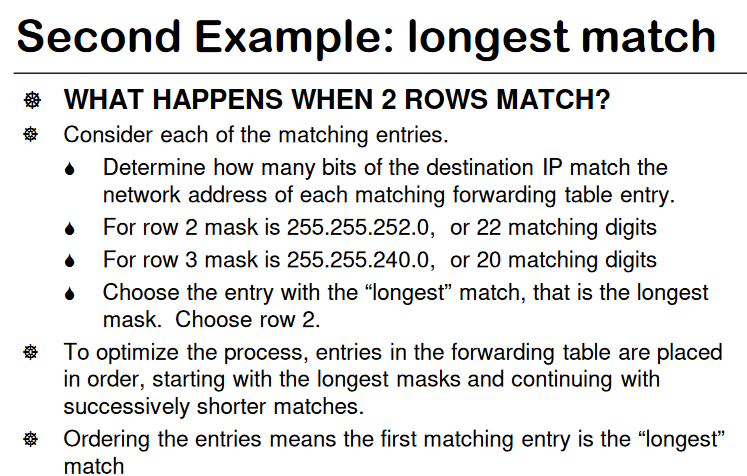 Second Example: longest match
WHAT HAPPENS WHEN 2 ROWS MATCH?
Consider each of the matching entries.
Determine how many bits of the destination IP match the
network address of each matching forwarding table entry.
For row 2 mask is 255.255.252.0, or 22 matching digits
For row 3 mask is 255.255.240.0, or 20 matching digits
Choose the entry with the “longest” match, that is the longest
mask. Choose row 2.
To optimize the process, entries in the forwarding table are placed
in order, starting with the longest masks and continuing with
successively shorter matches.
Ordering the entries means the first matching entry is the “longest”
match